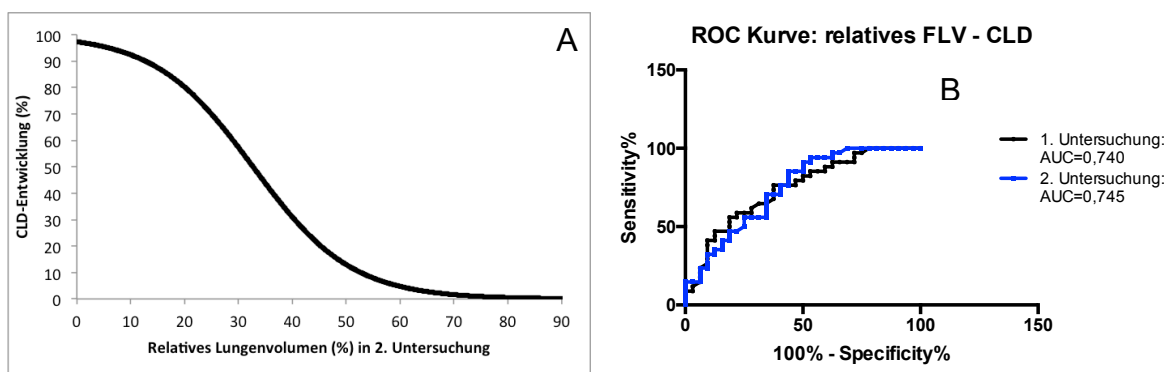 A
100
90
80
70
60
50
40
30
20
10
0
CLD-Entwicklung (%)
0 10 20 30 40 50 60 70 80 90
Relatives Lungenvolumen (%) in 2. Untersuchung
ROC Kurve: relatives FLV - CLD
B
150
100
50
0
Sensitivity%
0 50 100 150
100% - Specificity%
1. Untersuchung:
AUC=0,740
2. Untersuchung:
AUC=0,745